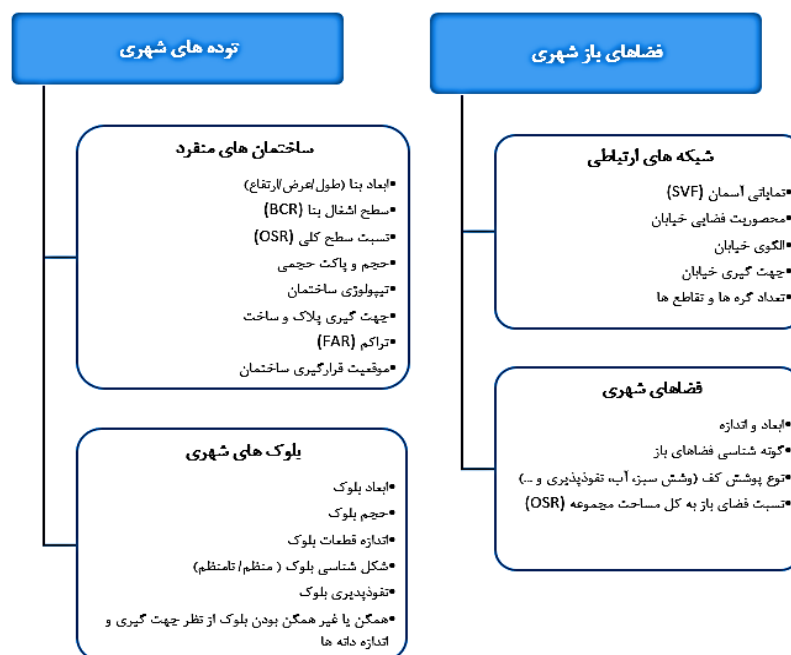 فضاهای باز شهری
شبکه های ارتباطی
▪نمایانی آسمان (SVF)
▪محصوریت فضایی خیابان
▪الگوی خیابان
▪جهت گیری خیابان
▪تعداد گره ها و تقاطع ها
فضاهای شهری
▪ابعاد و اندازه
▪گونه شناسی فضاهای باز
▪نوع پوشش کف (وشش سبز، آب، نفوذپذیری و ...)
▪نسبت فضای باز به کل مساحت مجموعه (OSR)
توده های شهری
ساختمان های منفرد
▪ابعاد بنا (طول/عرض/ارتفاع)
▪سطح اشغال بنا (BCR)
▪نسبت سطح کلی (OSR)
▪حجم و پاکت حجمی
▪تیپولوژی ساختمان
▪جهت گیری پلاک و ساخت
▪تراکم (FAR)
▪موقعیت قرارگیری ساختمان
بلوک های شهری
▪ابعاد بلوک
▪حجم بلوک
▪اندازه قطعات بلوک
▪شکل شناسی بلوک ( منظم/ نامنظم)
▪نفوذپذیری بلوک
▪همگن یا غیر همگن بودن بلوک از نظر جهت گیری و
اندازه دانه ها